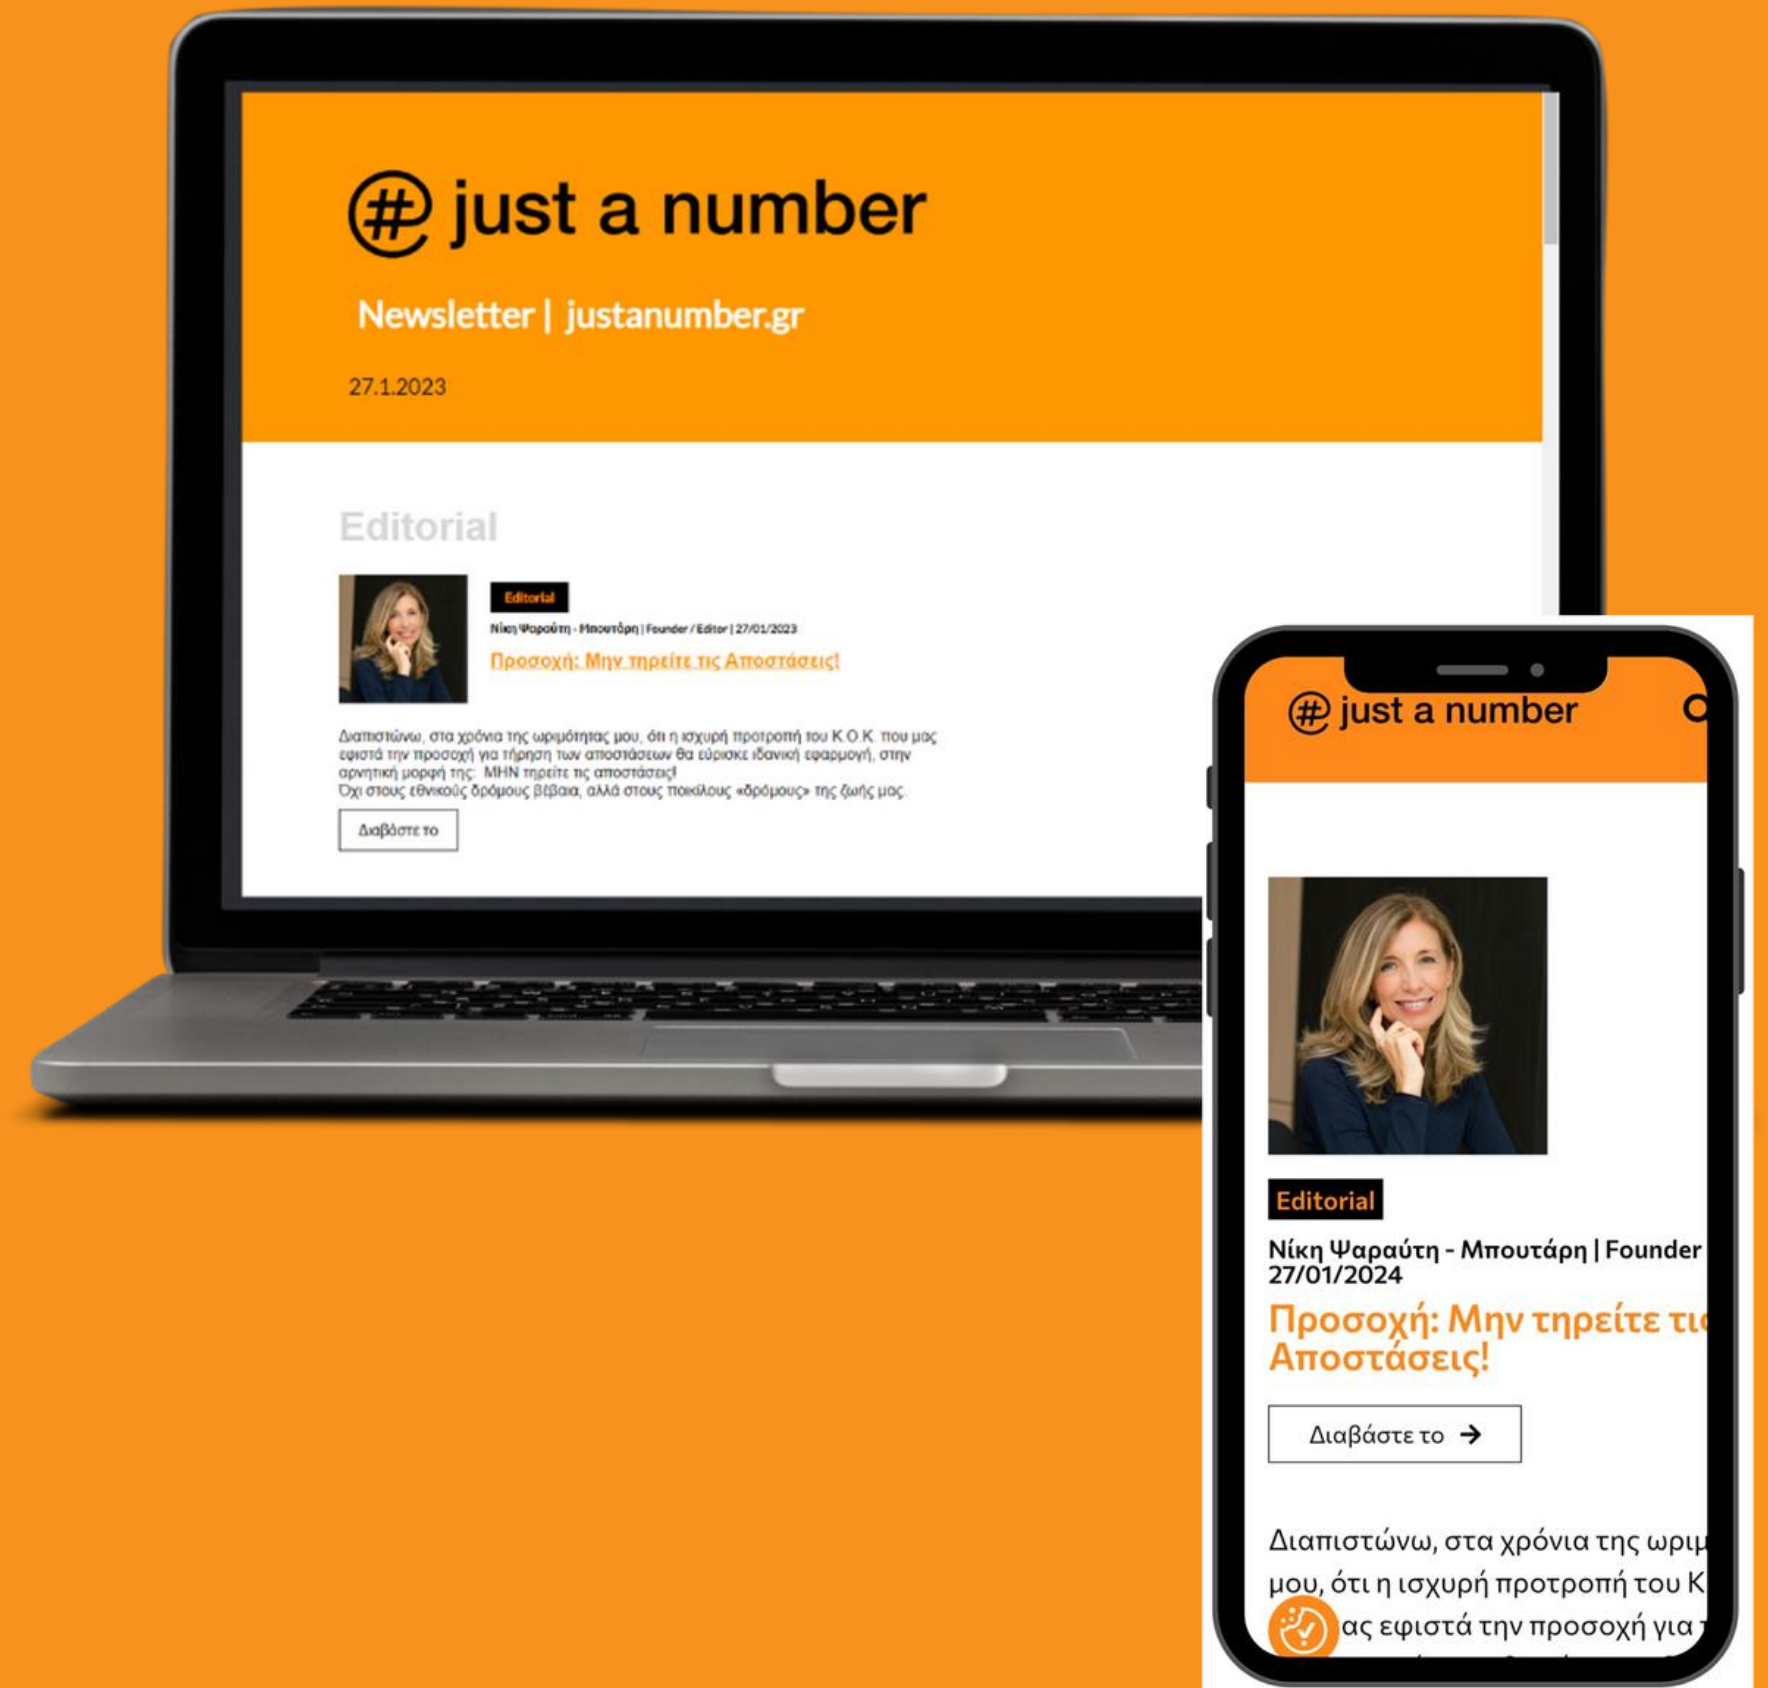 just a number
Newsletter | justanumber.gr
27.1.2023
Editorial
Editorial
Νίκη Ψαραύτη - Μπουτάρη | Founder / Editor | 27/01/2023
Προσοχή: Μην τηρείτε τις Αποστάσεις!
Διαπιστώνω, στα χρόνια της ωριμότητας μου, ότι η ισχυρή προτροπή του Κ.Ο.Κ. που μας
εφιστά την προσοχή για τήρηση των αποστάσεων θα εύρισκε ιδανική εφαρμογή, στην
αρνητική μορφή της: ΜΗΝ τηρείτε τις αποστάσεις!
Όχι στους εθνικούς δρόμους βέβαια, αλλά στους ποικίλους «δρόμους» της ζωής μας.
Διαβάστε το
just a number
Editorial
Νίκη Ψαραύτη - Μπουτάρη | Founder
27/01/2024
Προσοχή: Μην τηρείτε τις
Αποστάσεις!
Διαβάστε το →
Διαπιστώνω, στα χρόνια της ωριμ
μου, ότι η ισχυρή προτροπή του Κ
ας εφιστά την προσοχή για